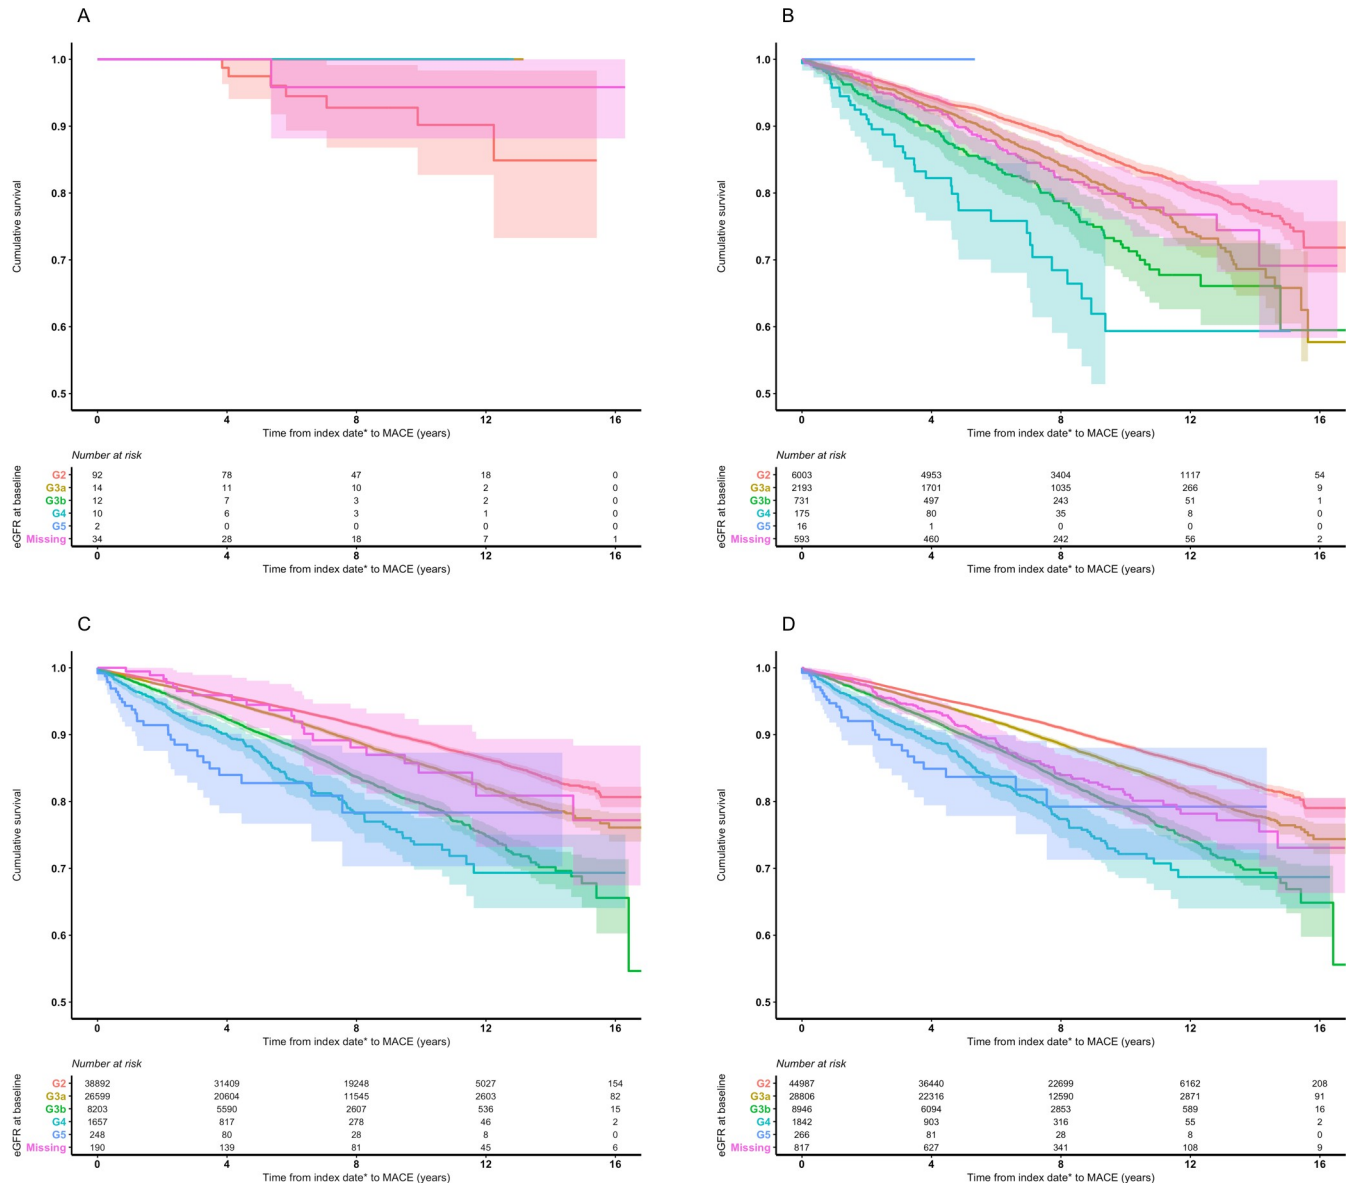 A
Cumulative survival
1.0
0.9
0.8
0.7
0.6
0.5
0 4 8 12 16
Time from index date* to MACE (years)
Number at risk
eGFR at baseline
G2 92 78 47 18 0
G3a 14 11 10 2 0
G3b 12 7 3 2 0
G4 10 6 3 1 0
G5 2 0 0 0 0
Missing 34 28 18 7 1
0 4 8 12 16
Time from index date* to MACE (years)
B
Cumulative survival
1.0
0.9
0.8
0.7
0.6
0.5
0 4 8 12 16
Time from index date* to MACE (years)
Number at risk
eGFR at baseline
G2 6003 4953 3404 1117 54
G3a 2193 1701 1035 266 9
G3b 731 497 243 51 1
G4 175 80 35 8 0
G5 16 1 0 0 0
Missing 593 460 242 56 2
0 4 8 12 16
Time from index date* to MACE (years)
C
Cumulative survival
1.0
0.9
0.8
0.7
0.6
0.5
0 4 8 12 16
Time from index date* to MACE (years)
Number at risk
eGFR at baseline
G2 38892 31409 19248 5027 154
G3a 26599 20604 11545 2603 82
G3b 8203 5590 2607 536 15
G4 1657 817 278 46 2
G5 248 80 28 8 0
Missing 190 139 81 45 6
0 4 8 12 16
Time from index date* to MACE (years)
D
Cumulative survival
1.0
0.9
0.8
0.7
0.6
0.5
0 4 8 12 16
Time from index date* to MACE (years)
Number at risk
eGFR at baseline
G2 44987 36440 22699 6162 208
G3a 28806 22316 12590 2871 91
G3b 8946 6094 2853 589 16
G4 1842 903 316 55 2
G5 266 81 28 8 0
Missing 817 627 341 108 9
0 4 8 12 16
Time from index date* to MACE (years)